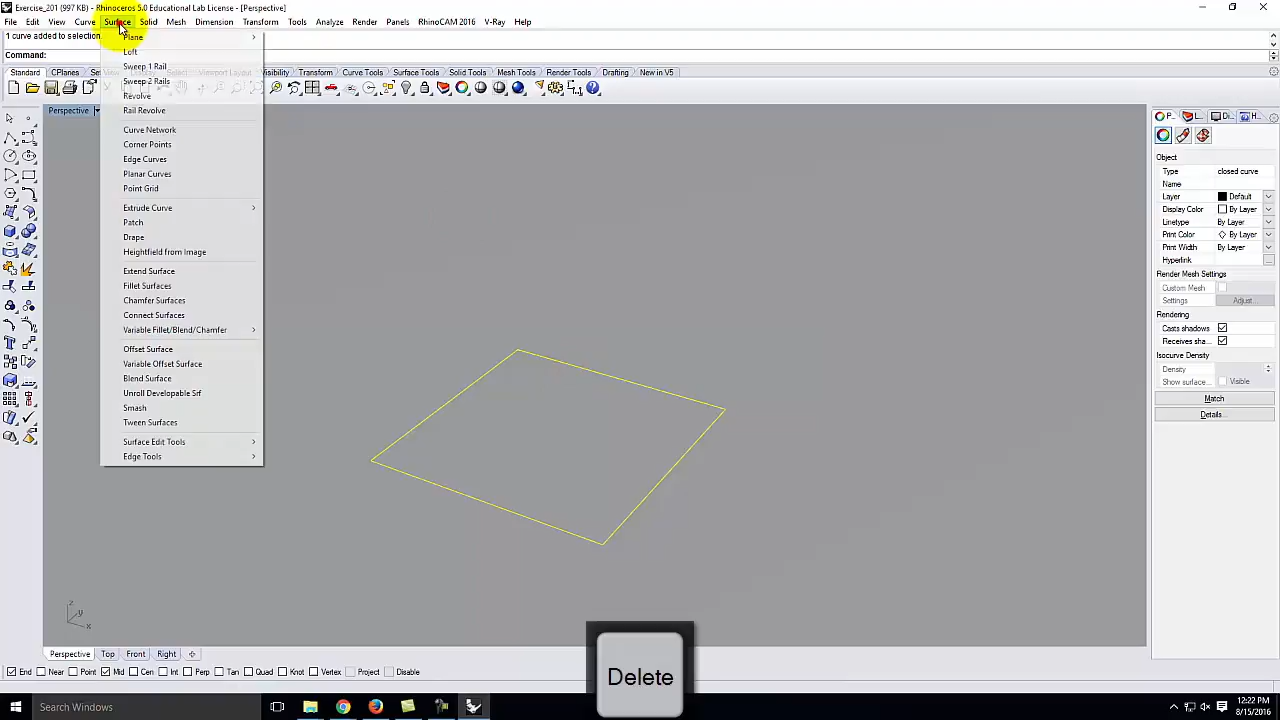 Exercise_201 (997 KB) - Rhinoceros 5.0 Educational Lab License - [Perspective]
File Edit View Curve Surface Solid Mesh Dimension Transform Tools Analyze Render Panels RhinoCAM 2016 V-Ray Help
1 curve added to selection.
Command:
Standard CPlanes Set View Display Select Viewport Layout Visibility Transform Curve Tools Surface Tools Solid Tools Mesh Tools Render Tools Drafting New in V5
Perspective
Plane
Loft
Sweep 1 Rail
Sweep 2 Rails
Revolve
Rail Revolve
Curve Network
Corner Points
Edge Curves
Planar Curves
Point Grid
Extrude Curve
Patch
Drape
Heightfield from Image
Extend Surface
Fillet Surfaces
Chamfer Surfaces
Connect Surfaces
Variable Fillet/Blend/Chamfer
Offset Surface
Variable Offset Surface
Blend Surface
Unroll Developable Srf
Smash
Tween Surfaces
Surface Edit Tools
Edge Tools
P... L... Di... H...
Object
Type closed curve
Name
Layer Default
Display Color By Layer
Linetype By Layer
Print Color By Layer
Print Width By Layer
Hyperlink ...
Render Mesh Settings
Custom Mesh
Settings Adjust...
Rendering
Casts shadows
Receives sha...
Isocurve Density
Density
Show surface... Visible
Match
Details...
z
y
x
Delete
Perspective Top Front Right
End Near Point Mid Cen Int Perp Tan Quad Knot Vertex Project Disable
Search Windows
12:22 PM
8/15/2016